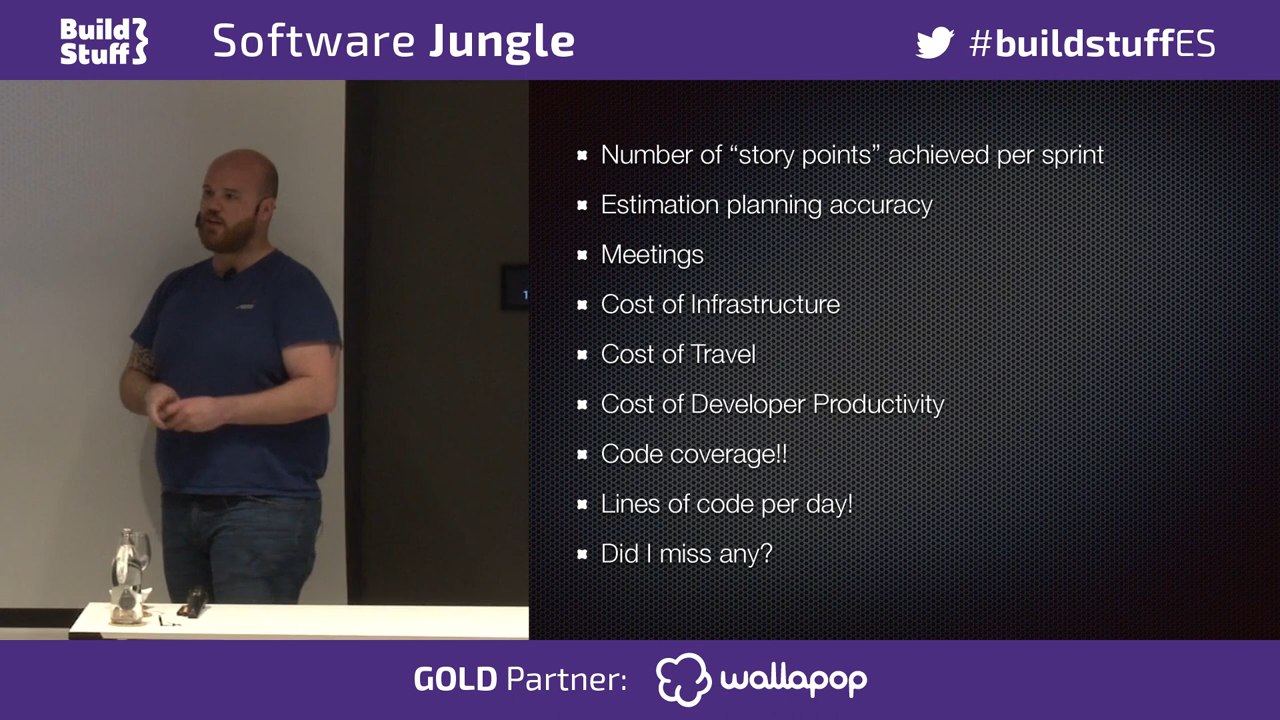 Build
Stuff
Software Jungle
#buildstuffES
Number of “story points” achieved per sprint
Estimation planning accuracy
Meetings
Cost of Infrastructure
Cost of Travel
Cost of Developer Productivity
Code coverage!!
Lines of code per day!
Did I miss any?
GOLD Partner:
wallapop